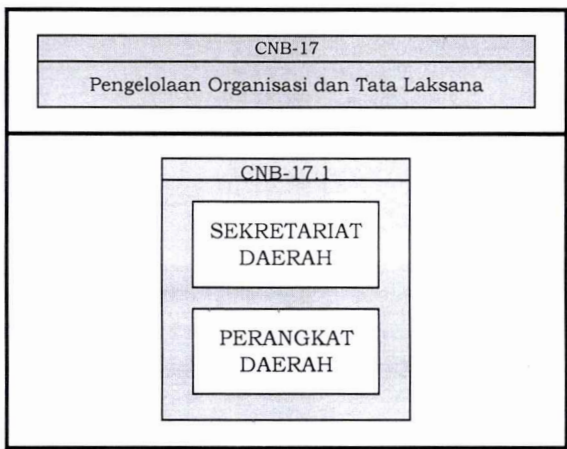 CNB-17
Pengelolaan Organisasi dan Tata Laksana
CNB-17.1
SEKRETARIAT
DAERAH
PERANGKAT
DAERAH